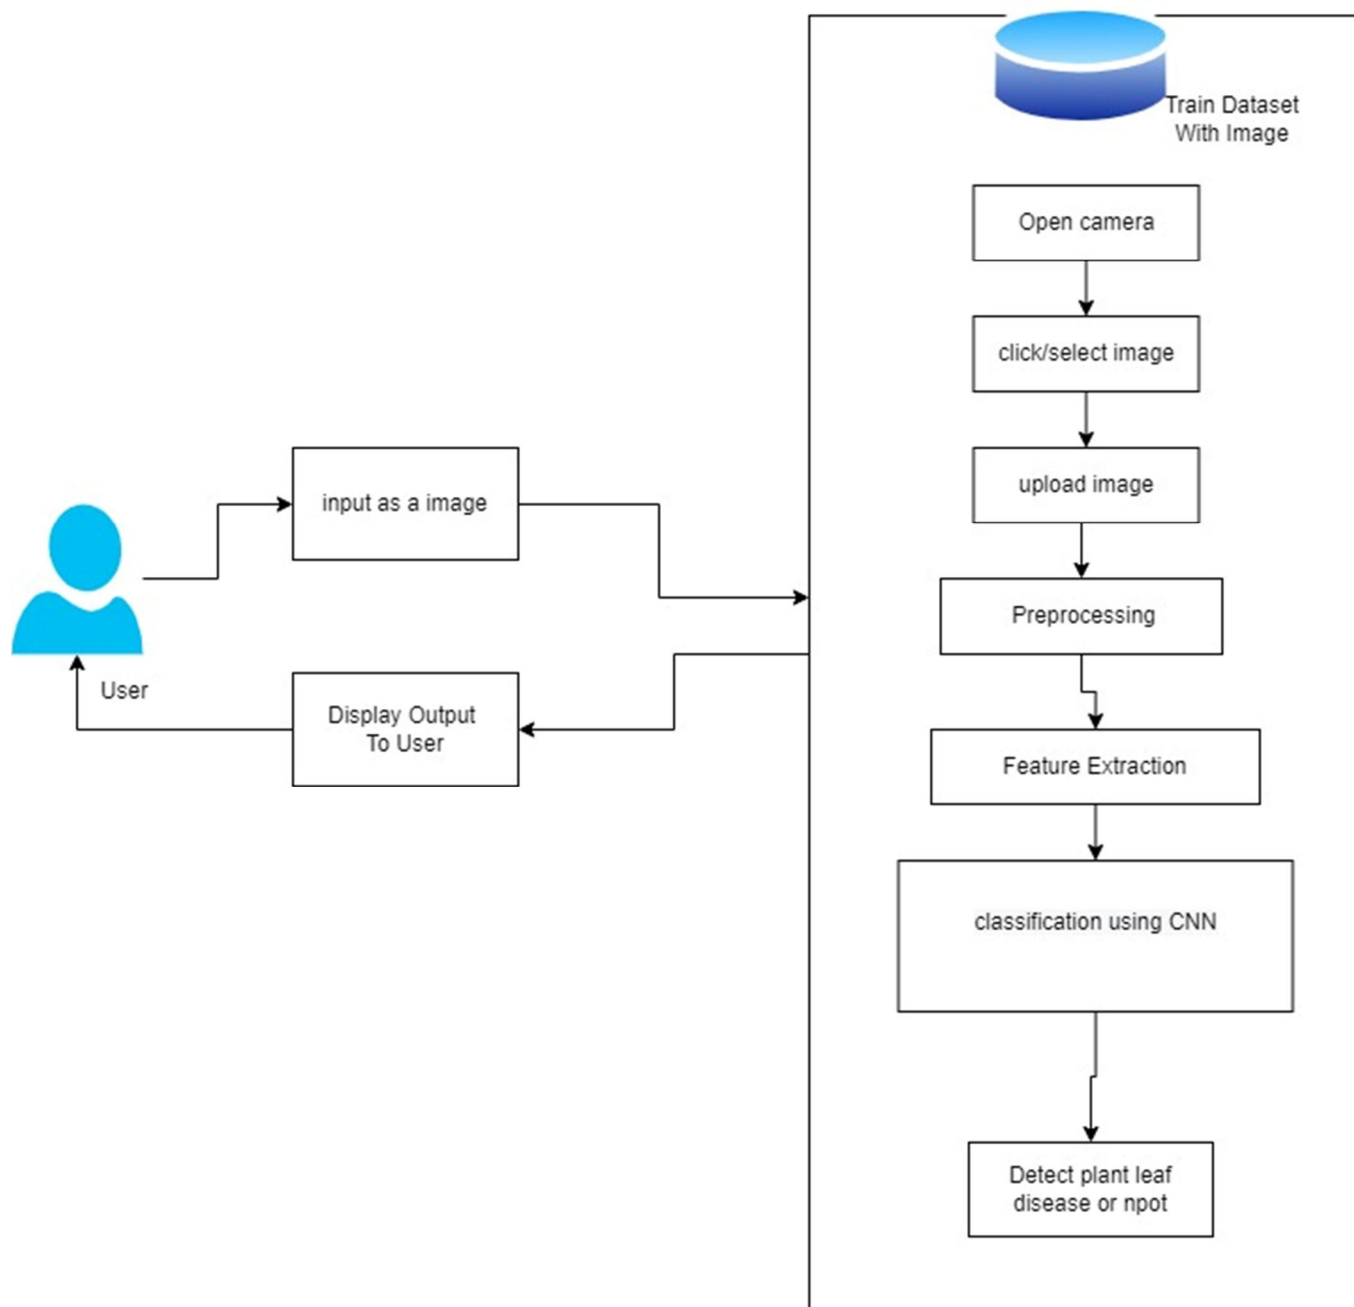 Train Dataset
With Image
Open camera
click/select image
upload image
input as a image
Preprocessing
User
Display Output
To User
Feature Extraction
classification using CNN
Detect plant leaf
disease or npot